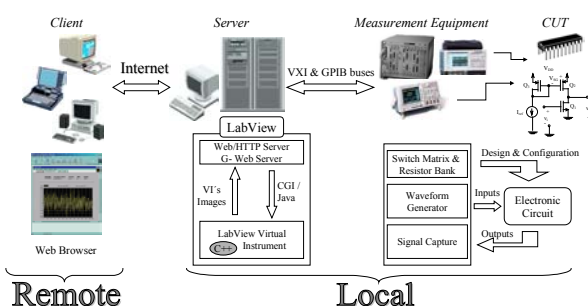 Client
Server
Measurement Equipment
CUT
Internet
VXI & GPIB buses
LabView
Web/HTTP Server
G- Web Server
VI´s
Images
CGI /
Java
LabView Virtual
Instrument
C++
Web Browser
Switch Matrix &
Resistor Bank
Waveform
Generator
Signal Capture
Design & Configuration
Inputs
Electronic
Circuit
Outputs
Remote
Local